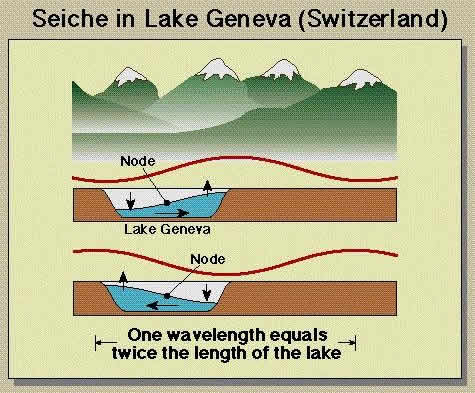 Seiche in Lake Geneva (Switzerland)
Node
Lake Geneva
Node
One wavelength equals
twice the length of the lake